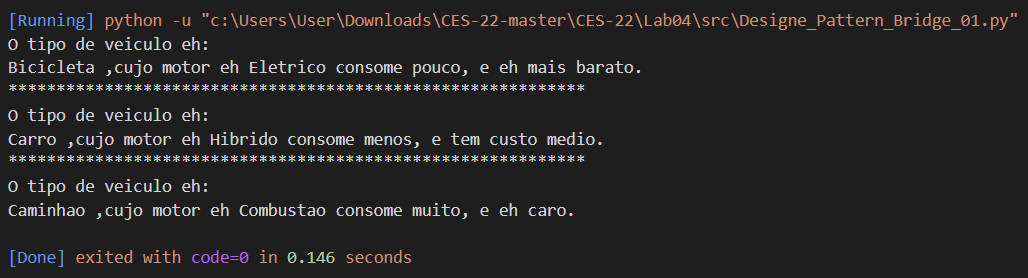 [Running] python -u "c:\Users\User\Downloads\CES-22-master\CES-22\Lab04\src\Designe_Pattern_Bridge_01.py"
O tipo de veiculo eh:
Bicicleta ,cujo motor eh Eletrico consome pouco, e eh mais barato.
************************************************************
O tipo de veiculo eh:
Carro ,cujo motor eh Hibrido consome menos, e tem custo medio.
************************************************************
O tipo de veiculo eh:
Caminhao ,cujo motor eh Combustao consome muito, e eh caro.
[Done] exited with code=0 in 0.146 seconds